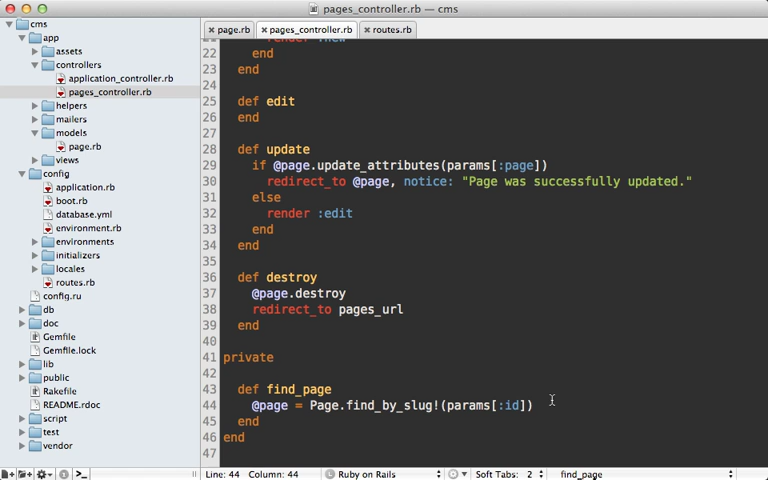 pages_controller.rb — cms
cms
app
assets
controllers
application_controller.rb
pages_controller.rb
helpers
mailers
models
page.rb
views
config
application.rb
boot.rb
database.yml
environment.rb
environments
initializers
locales
routes.rb
config.ru
db
doc
Gemfile
Gemfile.lock
lib
public
Rakefile
README.rdoc
script
test
vendor
page.rb pages_controller.rb routes.rb
22 end
23 end
24
25 def edit
26 end
27
28 def update
29 if @page.update_attributes(params[:page])
30 redirect_to @page, notice: "Page was successfully updated."
31 else
32 render :edit
33 end
34 end
35
36 def destroy
37 @page.destroy
38 redirect_to pages_url
39 end
40
41 private
42
43 def find_page
44 @page = Page.find_by_slug!(params[:id])
45 end
46 end
47
Line: 44 Column: 44 Ruby on Rails Soft Tabs: 2 find_page